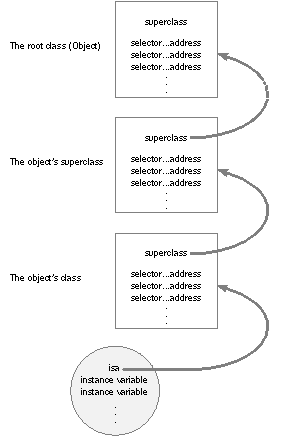 superclass
The root class (Object)
selector...address
selector...address
selector...address
.
.
.
superclass
The object's superclass
selector...address
selector...address
selector...address
.
.
.
superclass
The object's class
selector...address
selector...address
selector...address
.
.
.
isa
instance variable
instance variable
.
.
.